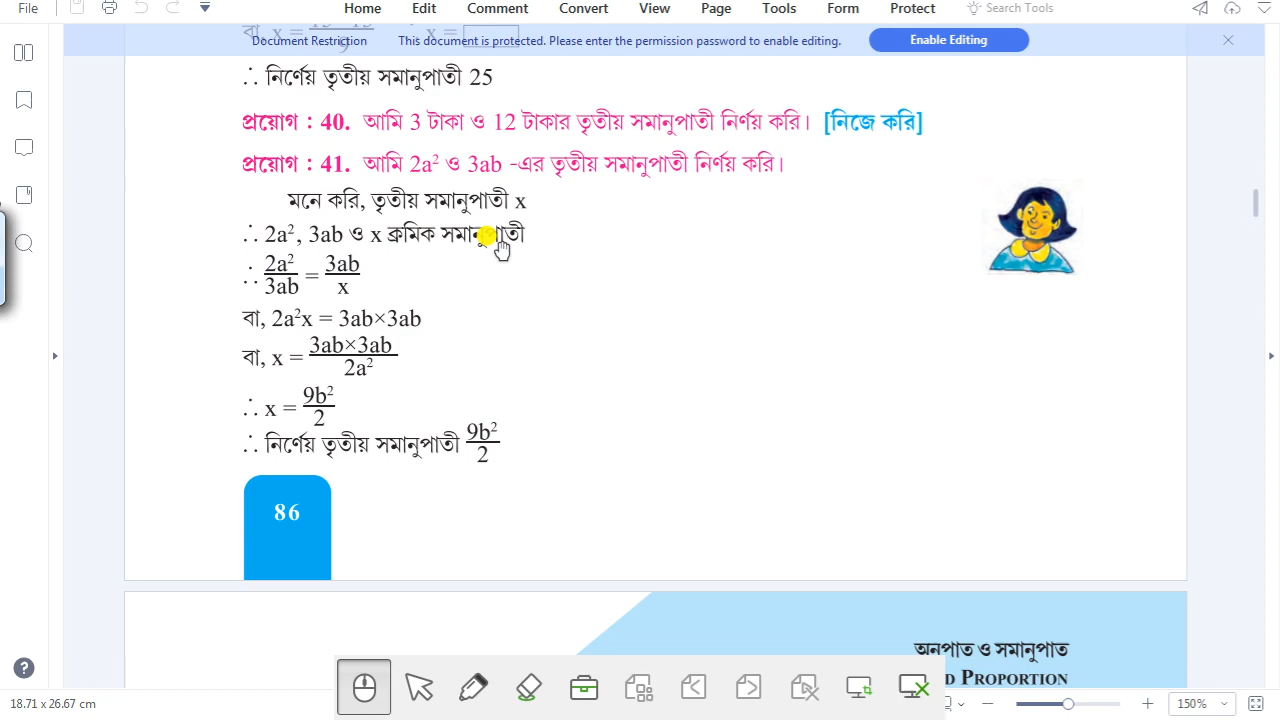 File Home Edit Comment Convert View Page Tools Form Protect Search Tools
Document Restriction This document is protected. Please enter the permission password to enable editing. Enable Editing
∴ নির্ণেয় তৃতীয় সমানুপাতী 25
প্রয়োগ : 40. আমি 3 টাকা ও 12 টাকার তৃতীয় সমানুপাতী নির্ণয় করি। [নিজে করি]
প্রয়োগ : 41. আমি 2a² ও 3ab -এর তৃতীয় সমানুপাতী নির্ণয় করি।
মনে করি, তৃতীয় সমানুপাতী x
∴ 2a², 3ab ও x ক্রমিক সমানুপাতী
∴ 2a²/3ab = 3ab/x
বা, 2a²x = 3ab×3ab
বা, x = 3ab×3ab/2a²
∴ x = 9b²/2
∴ নির্ণেয় তৃতীয় সমানুপাতী 9b²/2
86
অনুপাত ও সমানুপাত
D PROPORTION
18.71 x 26.67 cm 150%